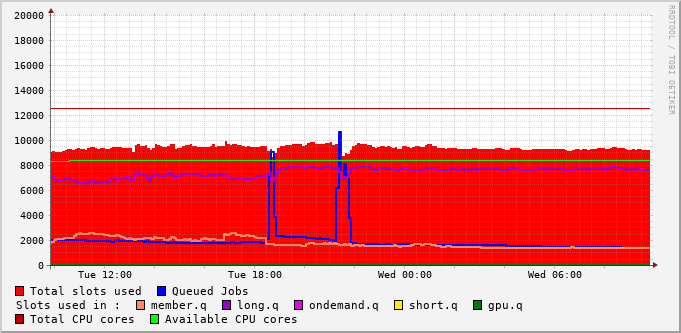 20000
18000
16000
14000
12000
10000
8000
6000
4000
2000
0
Tue 12:00 Tue 18:00 Wed 00:00 Wed 06:00
RRDTOOL / TOBI OETIKER
Total slots used Queued Jobs
Slots used in : member.q long.q ondemand.q short.q gpu.q
Total CPU cores Available CPU cores